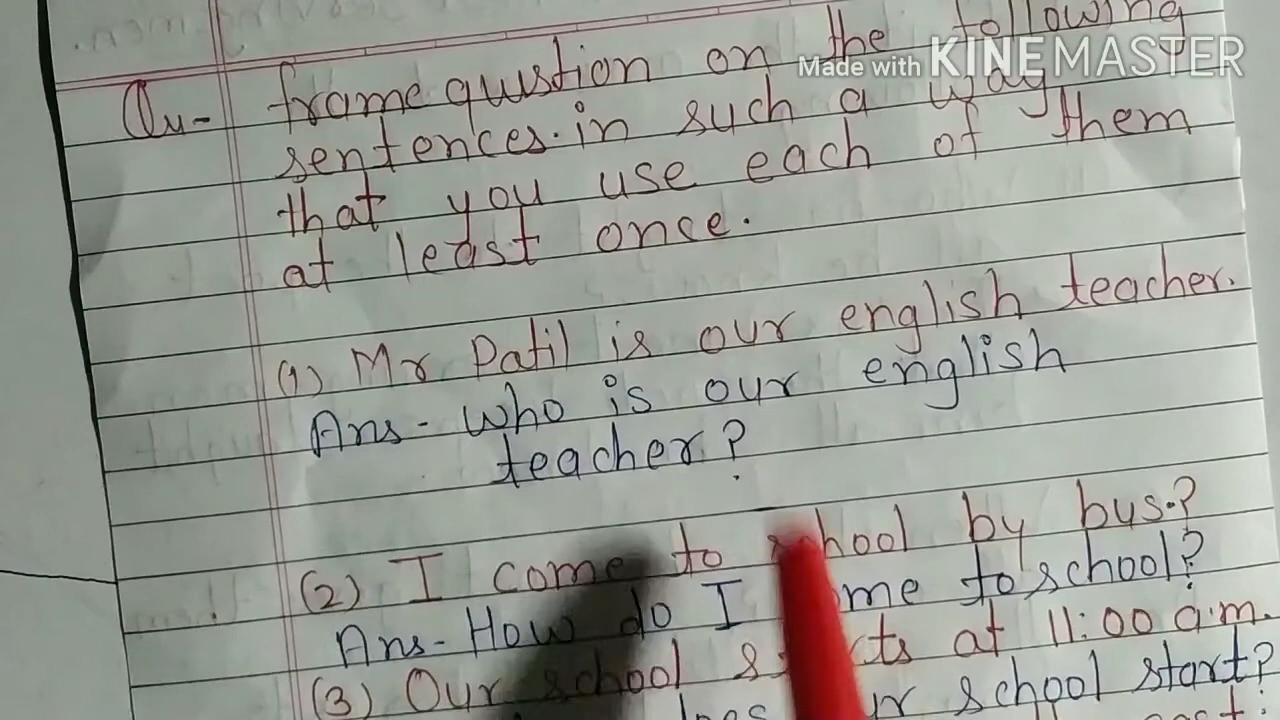 Made with KINEMASTER
Qu- frame qustion on the following
sentences. in such a way
that you use each of them
at least once.
(1) Mr Patil is our english teacher.
Ans- Who is our english
teacher?
(2) I come to school by bus.?
Ans- How do I come to school?
(3) Our school starts at 11:00 a.m.
school start?